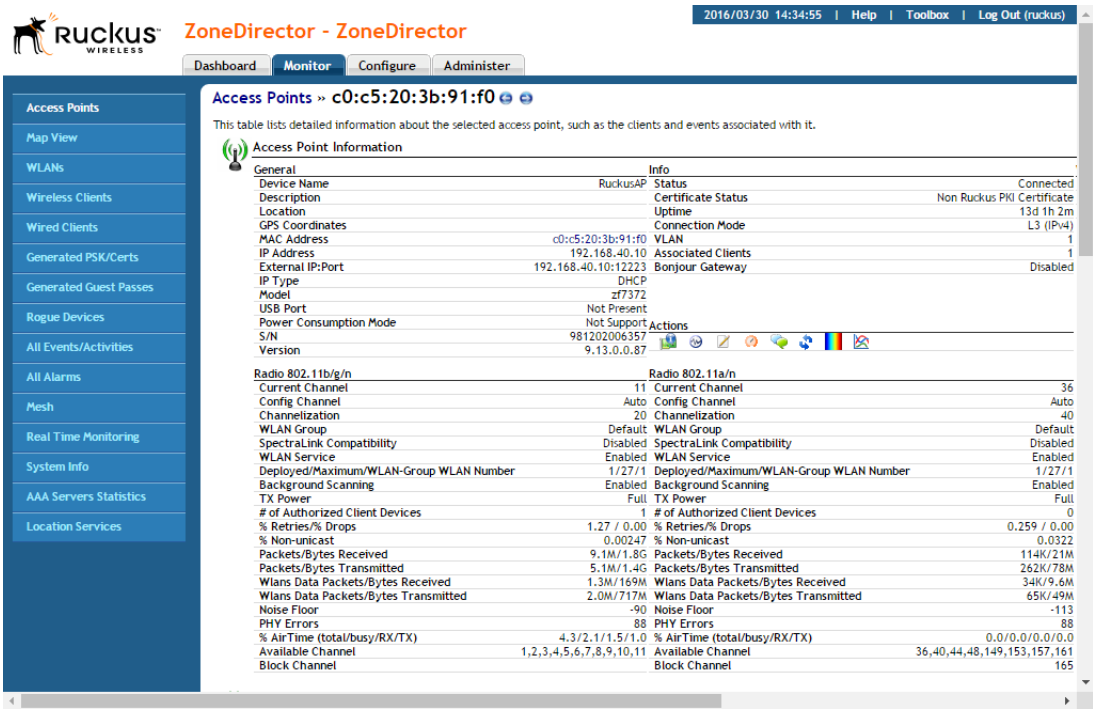 2016/03/30 14:34:55 | Help | Toolbox | Log Out (ruckus)
RUCKUS WIRELESS
ZoneDirector - ZoneDirector
Dashboard Monitor Configure Administer
Access Points
Map View
WLANs
Wireless Clients
Wired Clients
Generated PSK/Certs
Generated Guest Passes
Rogue Devices
All Events/Activities
All Alarms
Mesh
Real Time Monitoring
System Info
AAA Servers Statistics
Location Services
Access Points » c0:c5:20:3b:91:f0
This table lists detailed information about the selected access point, such as the clients and events associated with it.
Access Point Information
General Info
Device Name RuckusAP Status Connected
Description Certificate Status Non Ruckus PKI Certificate
Location Uptime 13d 1h 2m
GPS Coordinates Connection Mode L3 (IPv4)
MAC Address c0:c5:20:3b:91:f0 VLAN 1
IP Address 192.168.40.10 Associated Clients 1
External IP:Port 192.168.40.10:12223 Bonjour Gateway Disabled
IP Type DHCP
Model zf7372
USB Port Not Present
Power Consumption Mode Not Support Actions
S/N 981202006357
Version 9.13.0.0.87
Radio 802.11b/g/n Radio 802.11a/n
Current Channel 11 Current Channel 36
Config Channel Auto Config Channel Auto
Channelization 20 Channelization 40
WLAN Group Default WLAN Group Default
SpectraLink Compatibility Disabled SpectraLink Compatibility Disabled
WLAN Service Enabled WLAN Service Enabled
Deployed/Maximum/WLAN-Group WLAN Number 1/27/1 Deployed/Maximum/WLAN-Group WLAN Number 1/27/1
Background Scanning Enabled Background Scanning Enabled
TX Power Full TX Power Full
# of Authorized Client Devices 1 # of Authorized Client Devices 0
% Retries/% Drops 1.27 / 0.00 % Retries/% Drops 0.259 / 0.00
% Non-unicast 0.00247 % Non-unicast 0.0322
Packets/Bytes Received 9.1M/1.8G Packets/Bytes Received 114K/21M
Packets/Bytes Transmitted 5.1M/1.4G Packets/Bytes Transmitted 262K/78M
Wlans Data Packets/Bytes Received 1.3M/169M Wlans Data Packets/Bytes Received 34K/9.6M
Wlans Data Packets/Bytes Transmitted 2.0M/717M Wlans Data Packets/Bytes Transmitted 65K/49M
Noise Floor -90 Noise Floor -113
PHY Errors 88 PHY Errors 88
% AirTime (total/busy/RX/TX) 4.3/2.1/1.5/1.0 % AirTime (total/busy/RX/TX) 0.0/0.0/0.0/0.0
Available Channel 1,2,3,4,5,6,7,8,9,10,11 Available Channel 36,40,44,48,149,153,157,161
Block Channel Block Channel 165